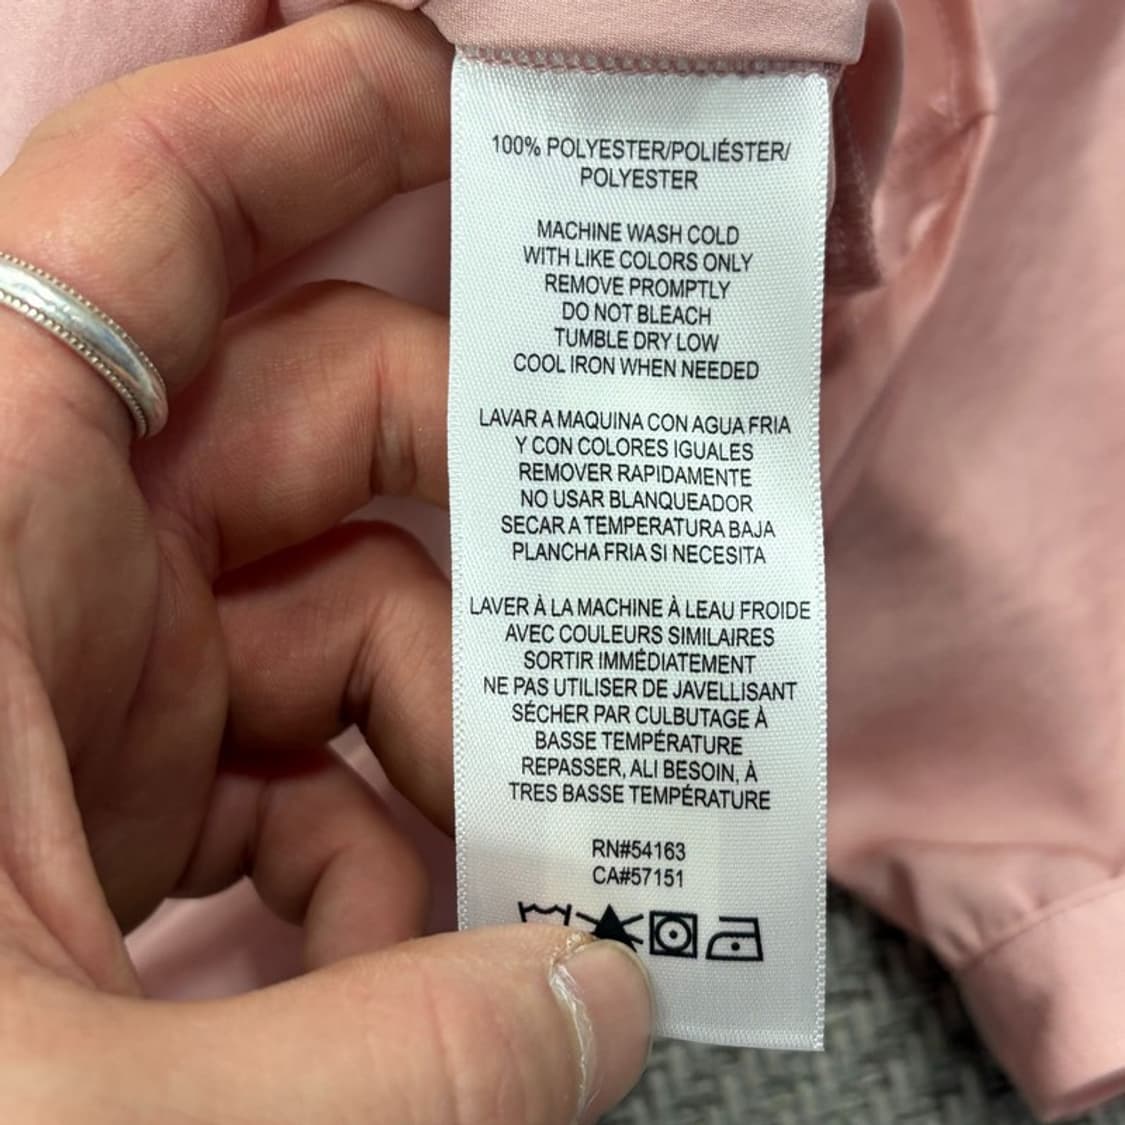 100% POLYESTER/POLIÉSTER/
POLYESTER
MACHINE WASH COLD
WITH LIKE COLORS ONLY
REMOVE PROMPTLY
DO NOT BLEACH
TUMBLE DRY LOW
COOL IRON WHEN NEEDED
LAVAR A MAQUINA CON AGUA FRIA
Y CON COLORES IGUALES
REMOVER RAPIDAMENTE
NO USAR BLANQUEADOR
SECAR A TEMPERATURA BAJA
PLANCHA FRIA SI NECESITA
LAVER À LA MACHINE À LEAU FROIDE
AVEC COULEURS SIMILAIRES
SORTIR IMMÉDIATEMENT
NE PAS UTILISER DE JAVELLISANT
SÉCHER PAR CULBUTAGE À
BASSE TEMPÉRATURE
REPASSER, ALI BESOIN, À
TRES BASSE TEMPÉRATURE
RN#54163
CA#57151